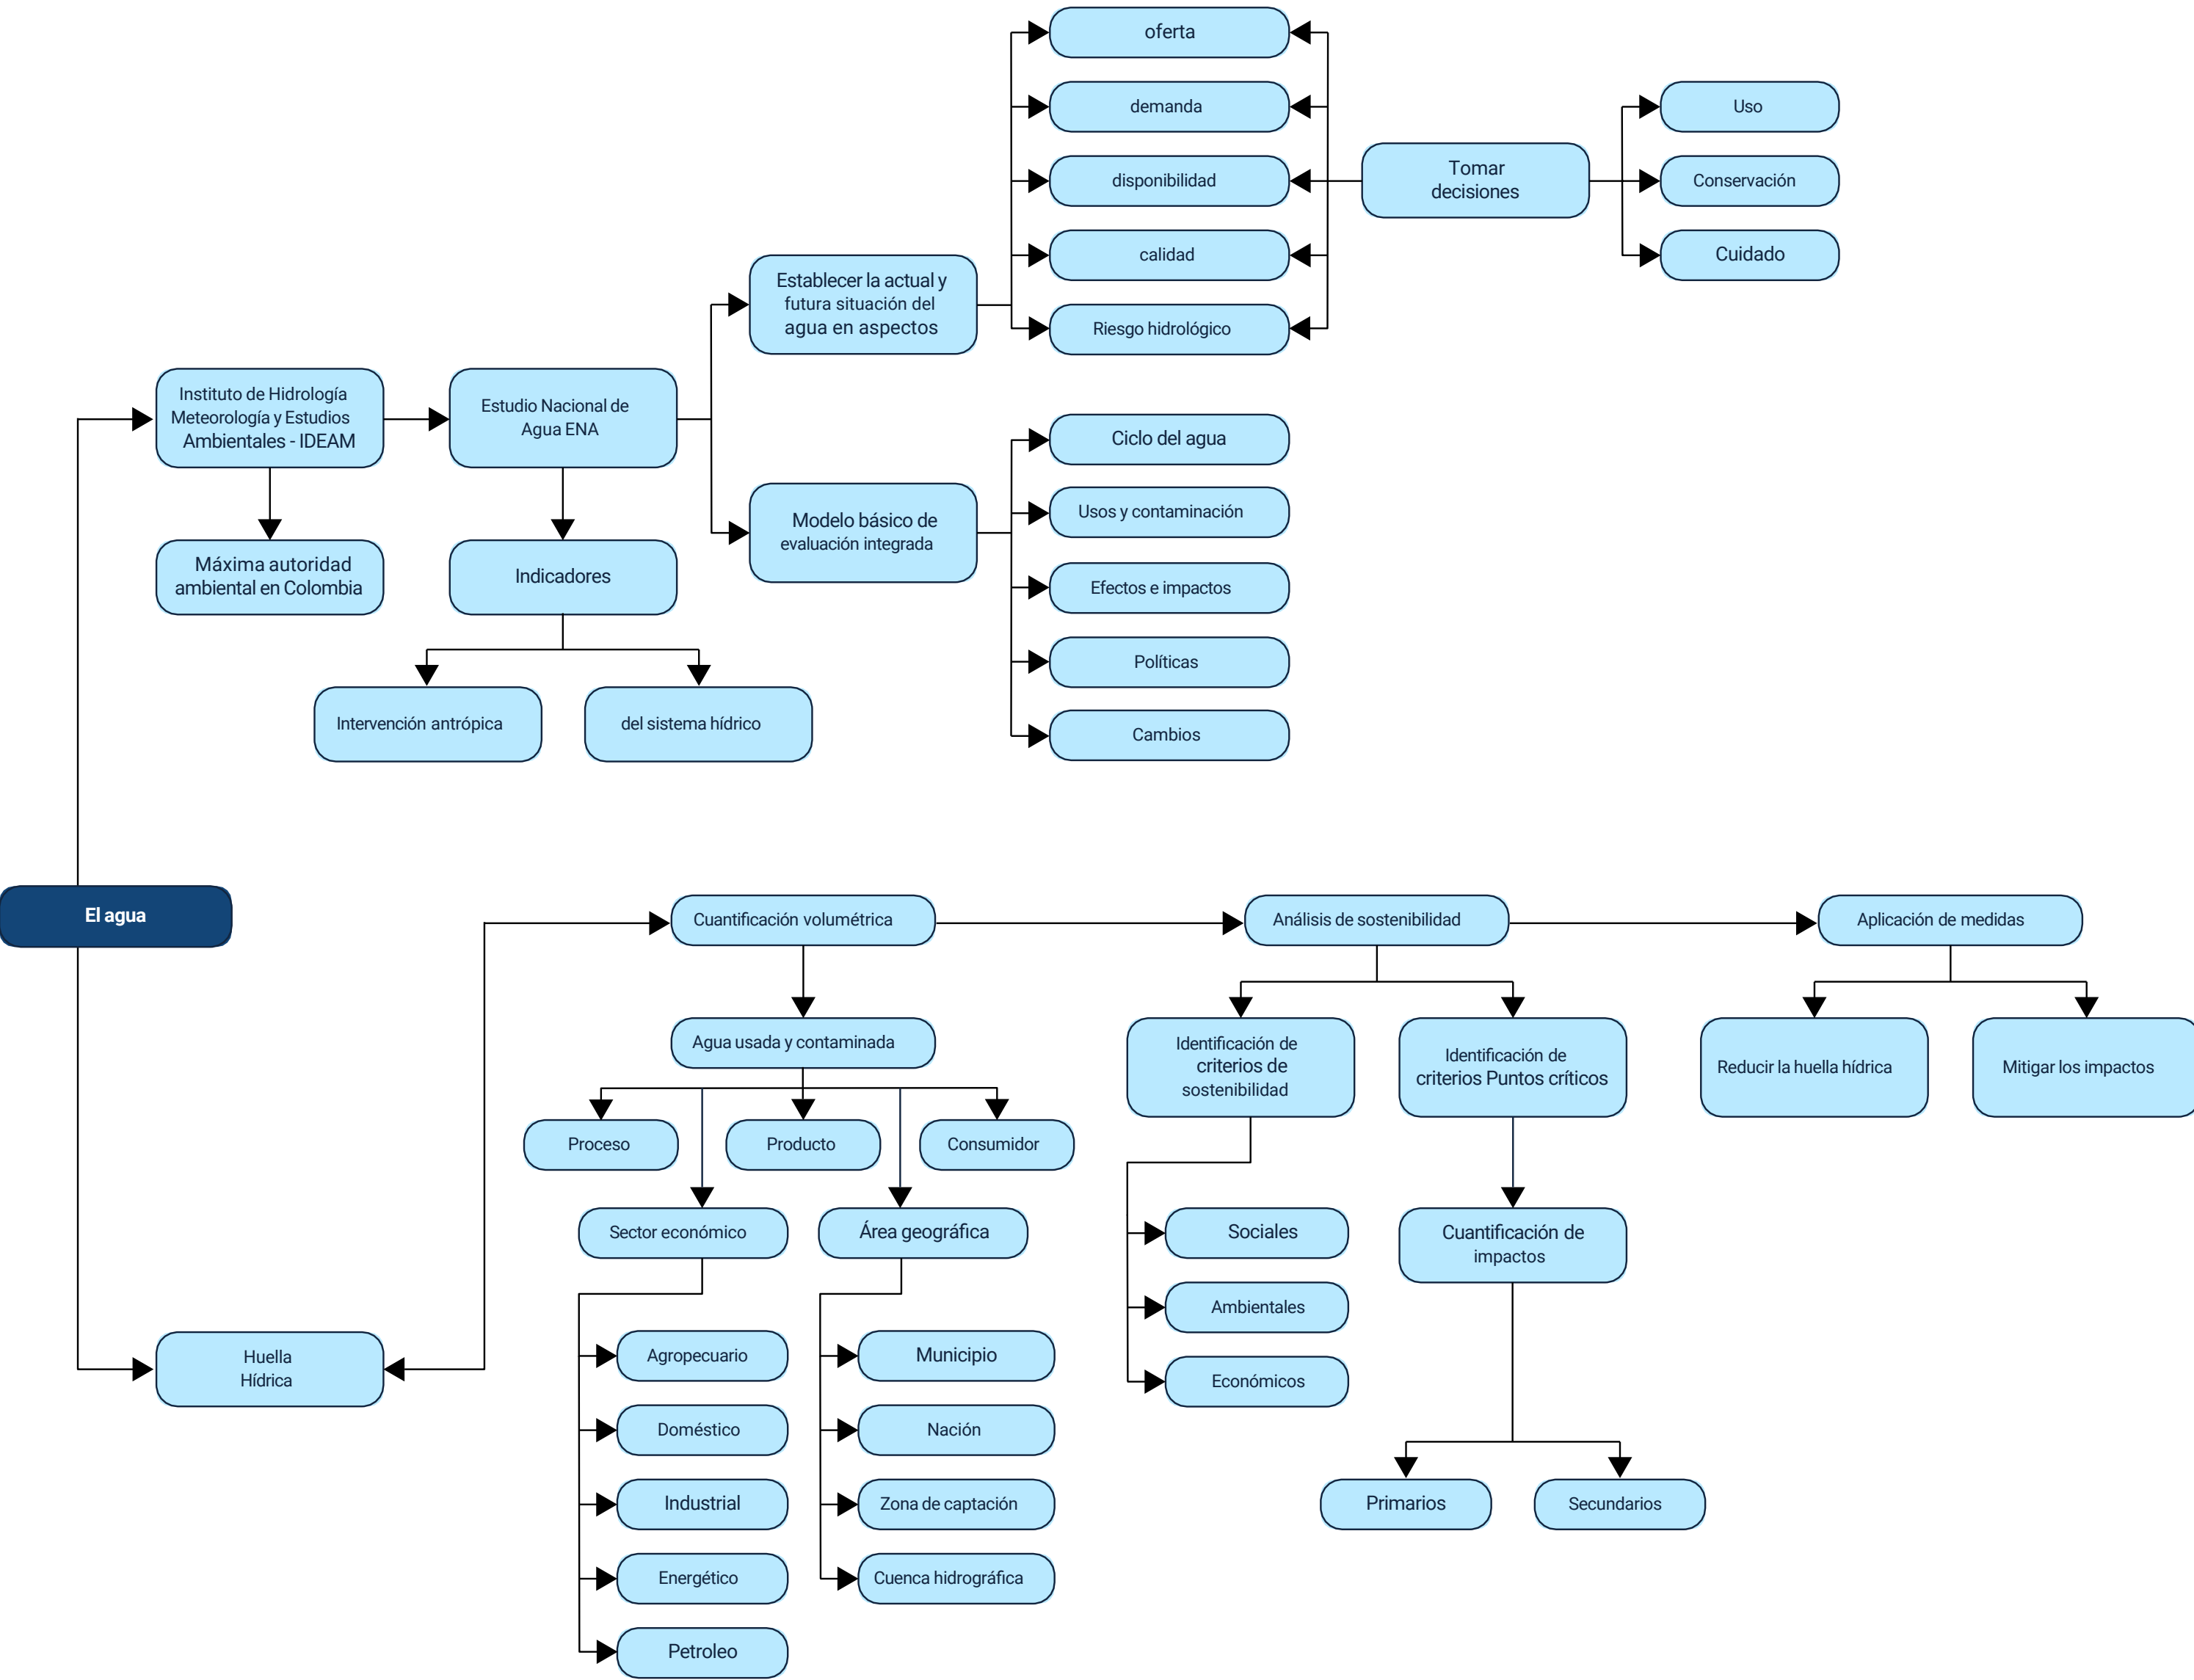 oferta
demanda
disponibilidad
calidad
Riesgo hidrológico
Tomar
decisiones
Uso
Conservación
Cuidado
Establecer la actual y
futura situación del
agua en aspectos
Instituto de Hidrología
Meteorología y Estudios
Ambientales - IDEAM
Estudio Nacional de
Agua ENA
Máxima autoridad
ambiental en Colombia
Indicadores
Intervención antrópica
del sistema hídrico
Modelo básico de
evaluación integrada
Ciclo del agua
Usos y contaminación
Efectos e impactos
Políticas
Cambios
El agua
Huella
Hídrica
Cuantificación volumétrica
Agua usada y contaminada
Proceso
Producto
Consumidor
Sector económico
Área geográfica
Agropecuario
Doméstico
Industrial
Energético
Petroleo
Municipio
Nación
Zona de captación
Cuenca hidrográfica
Análisis de sostenibilidad
Identificación de
criterios de
sostenibilidad
Identificación de
criterios Puntos críticos
Sociales
Ambientales
Económicos
Cuantificación de
impactos
Primarios
Secundarios
Aplicación de medidas
Reducir la huella hídrica
Mitigar los impactos